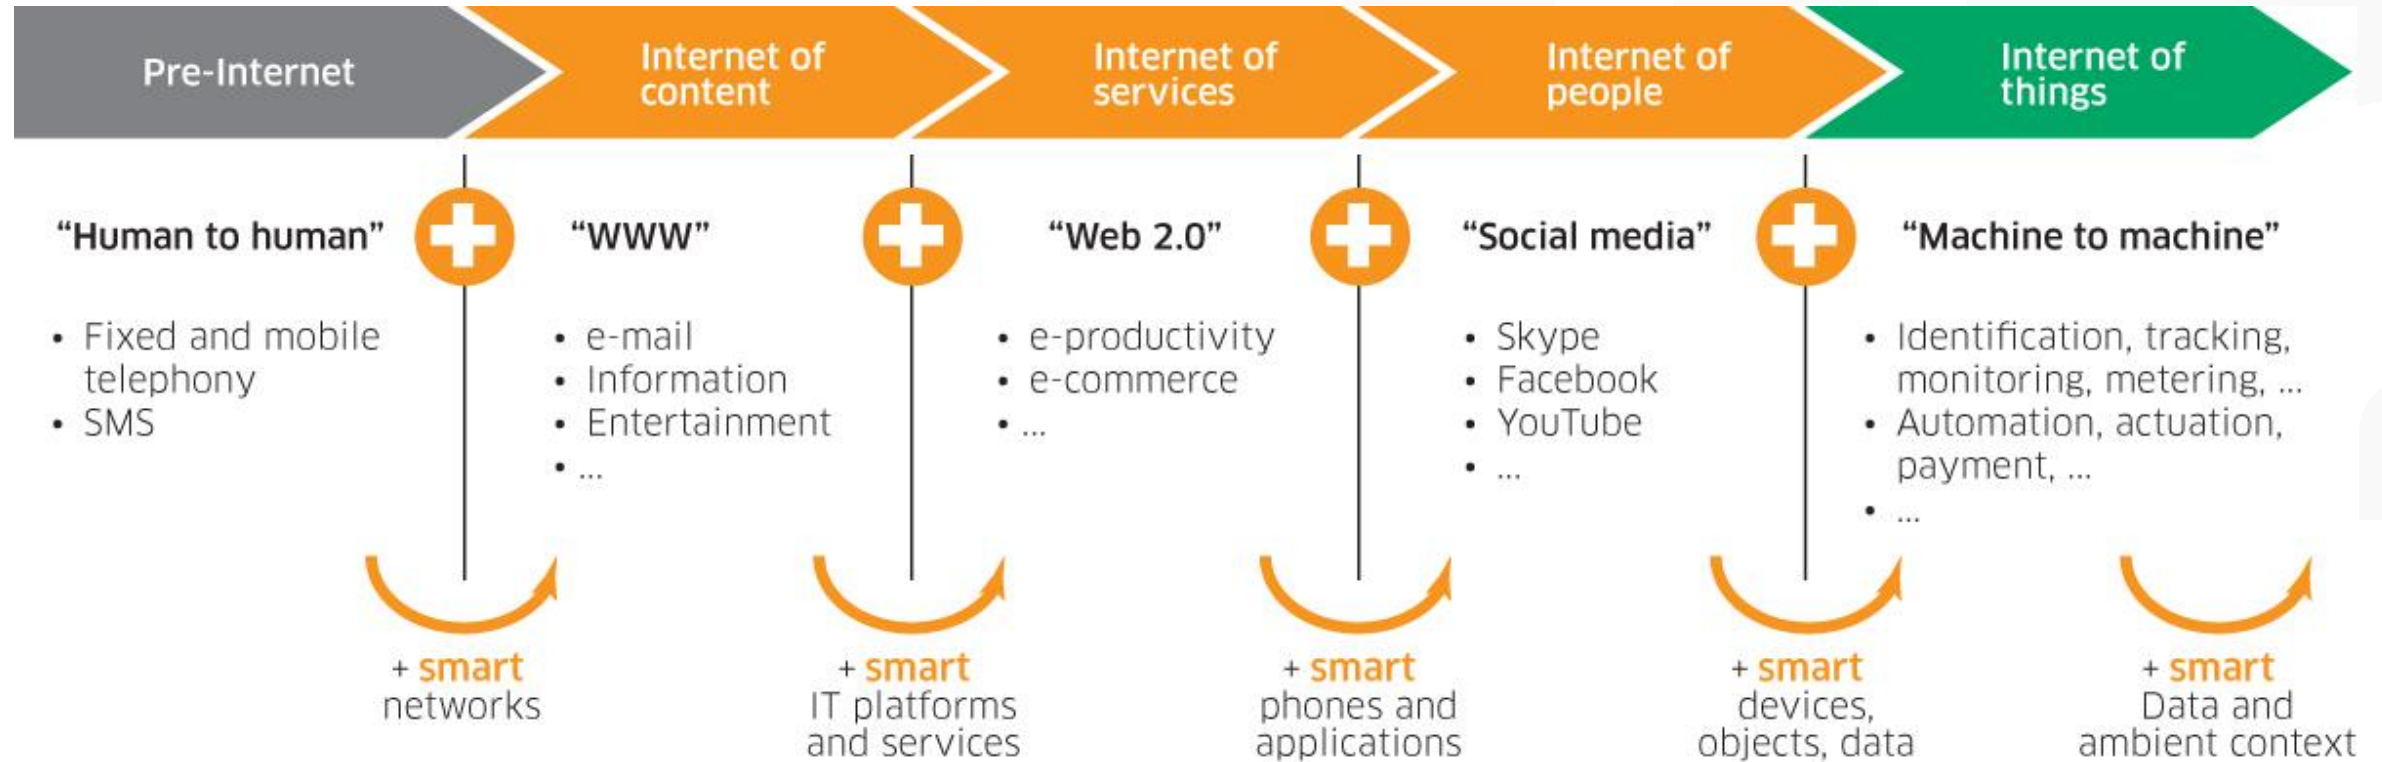 Pre-Internet
Internet of
content
Internet of
services
Internet of
people
Internet of
things
“Human to human”
• Fixed and mobile
telephony
• SMS
“WWW”
• e-mail
• Information
• Entertainment
• ...
“Web 2.0”
• e-productivity
• e-commerce
• ...
“Social media”
• Skype
• Facebook
• YouTube
• ...
“Machine to machine”
• Identification, tracking,
monitoring, metering, ...
• Automation, actuation,
payment, ...
• ...
+ smart
networks
+ smart
IT platforms
and services
+ smart
phones and
applications
+ smart
devices,
objects, data
+ smart
Data and
ambient context